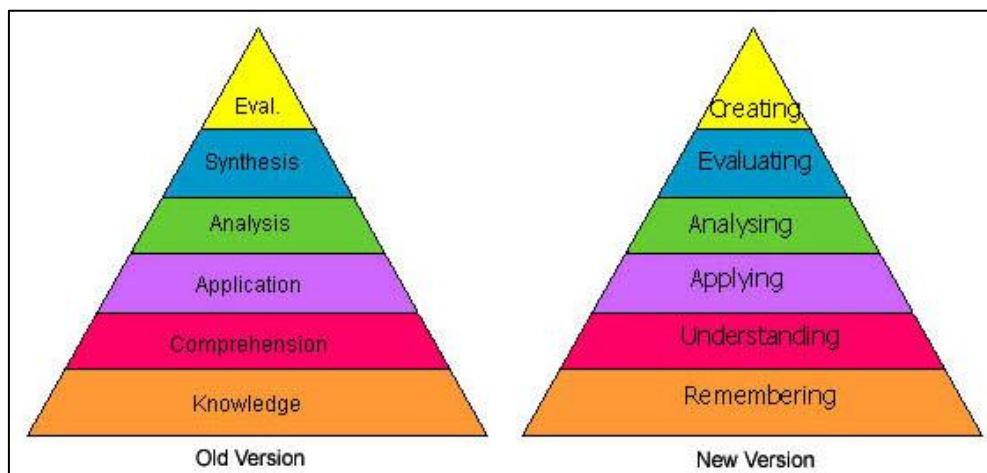 Eval.
Synthesis
Analysis
Application
Comprehension
Knowledge
Old Version
Creating
Evaluating
Analysing
Applying
Understanding
Remembering
New Version